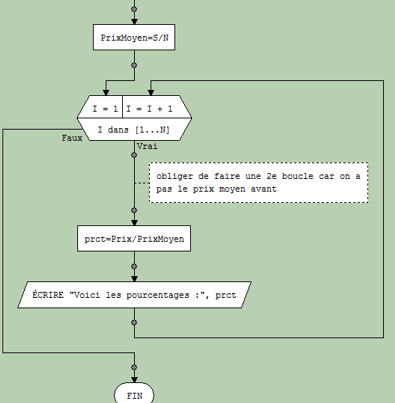 PrixMoyen=S/N
I = 1 I = I + 1
I dans [1...N]
Faux
Vrai
obliger de faire une 2e boucle car on a
pas le prix moyen avant
prct=Prix/PrixMoyen
ÉCRIRE "Voici les pourcentages :", prct
FIN